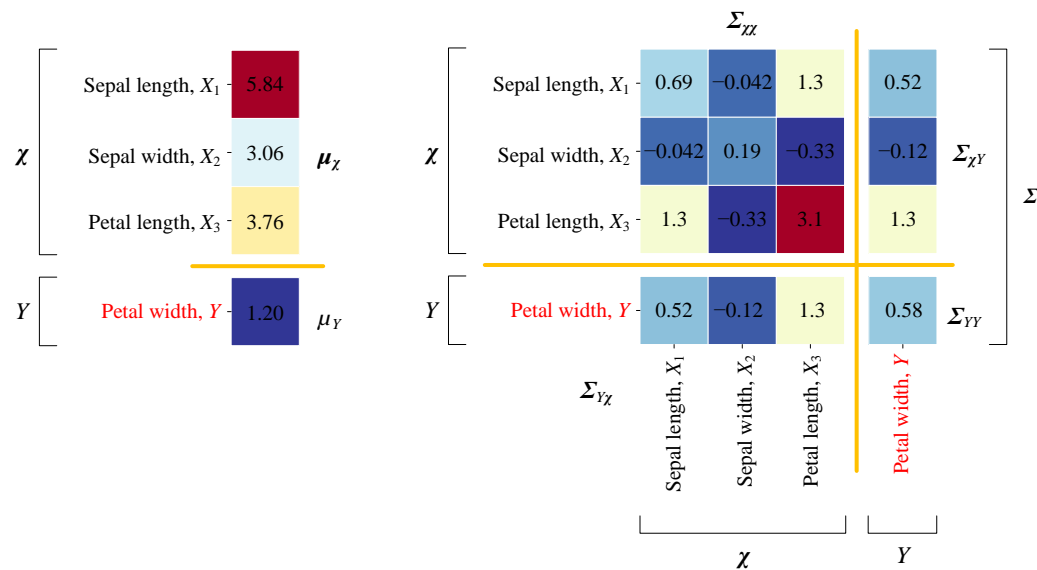 Σχχ
Sepal length, X1 5.84
χ Sepal width, X2 3.06 μχ
Petal length, X3 3.76
Y Petal width, Y 1.20 μY
Sepal length, X1 0.69 −0.042 1.3 0.52
χ Sepal width, X2 −0.042 0.19 −0.33 −0.12 ΣχY
Σ
Petal length, X3 1.3 −0.33 3.1 1.3
Y Petal width, Y 0.52 −0.12 1.3 0.58 ΣYY
ΣYχ
Sepal length, X1
Sepal width, X2
Petal length, X3
Petal width, Y
χ Y